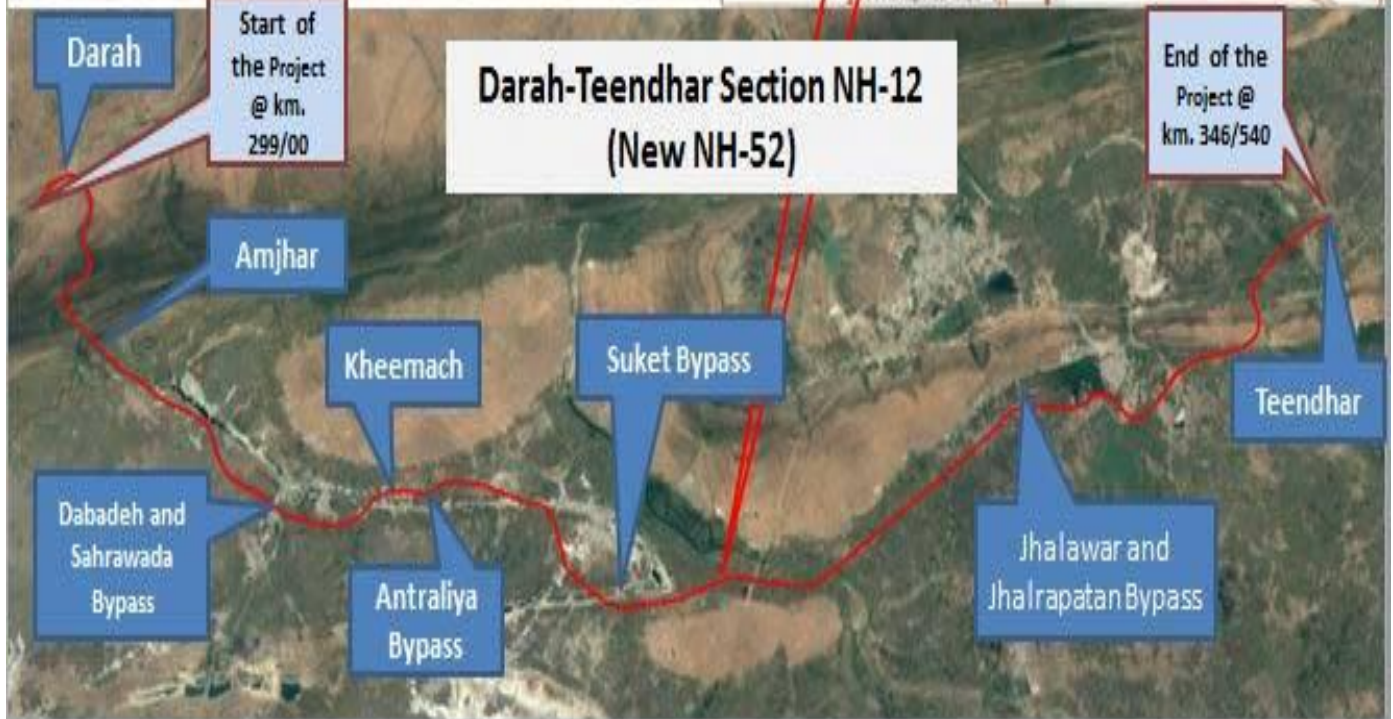 Darah
Start of
the Project
@ km.
299/00
Darah-Teendhar Section NH-12
(New NH-52)
End of the
Project @
km. 346/540
Amjhar
Kheemach
Suket Bypass
Teendhar
Dabadeh and
Sahrawada
Bypass
Antraliya
Bypass
Jhalawar and
Jhalrapatan Bypass